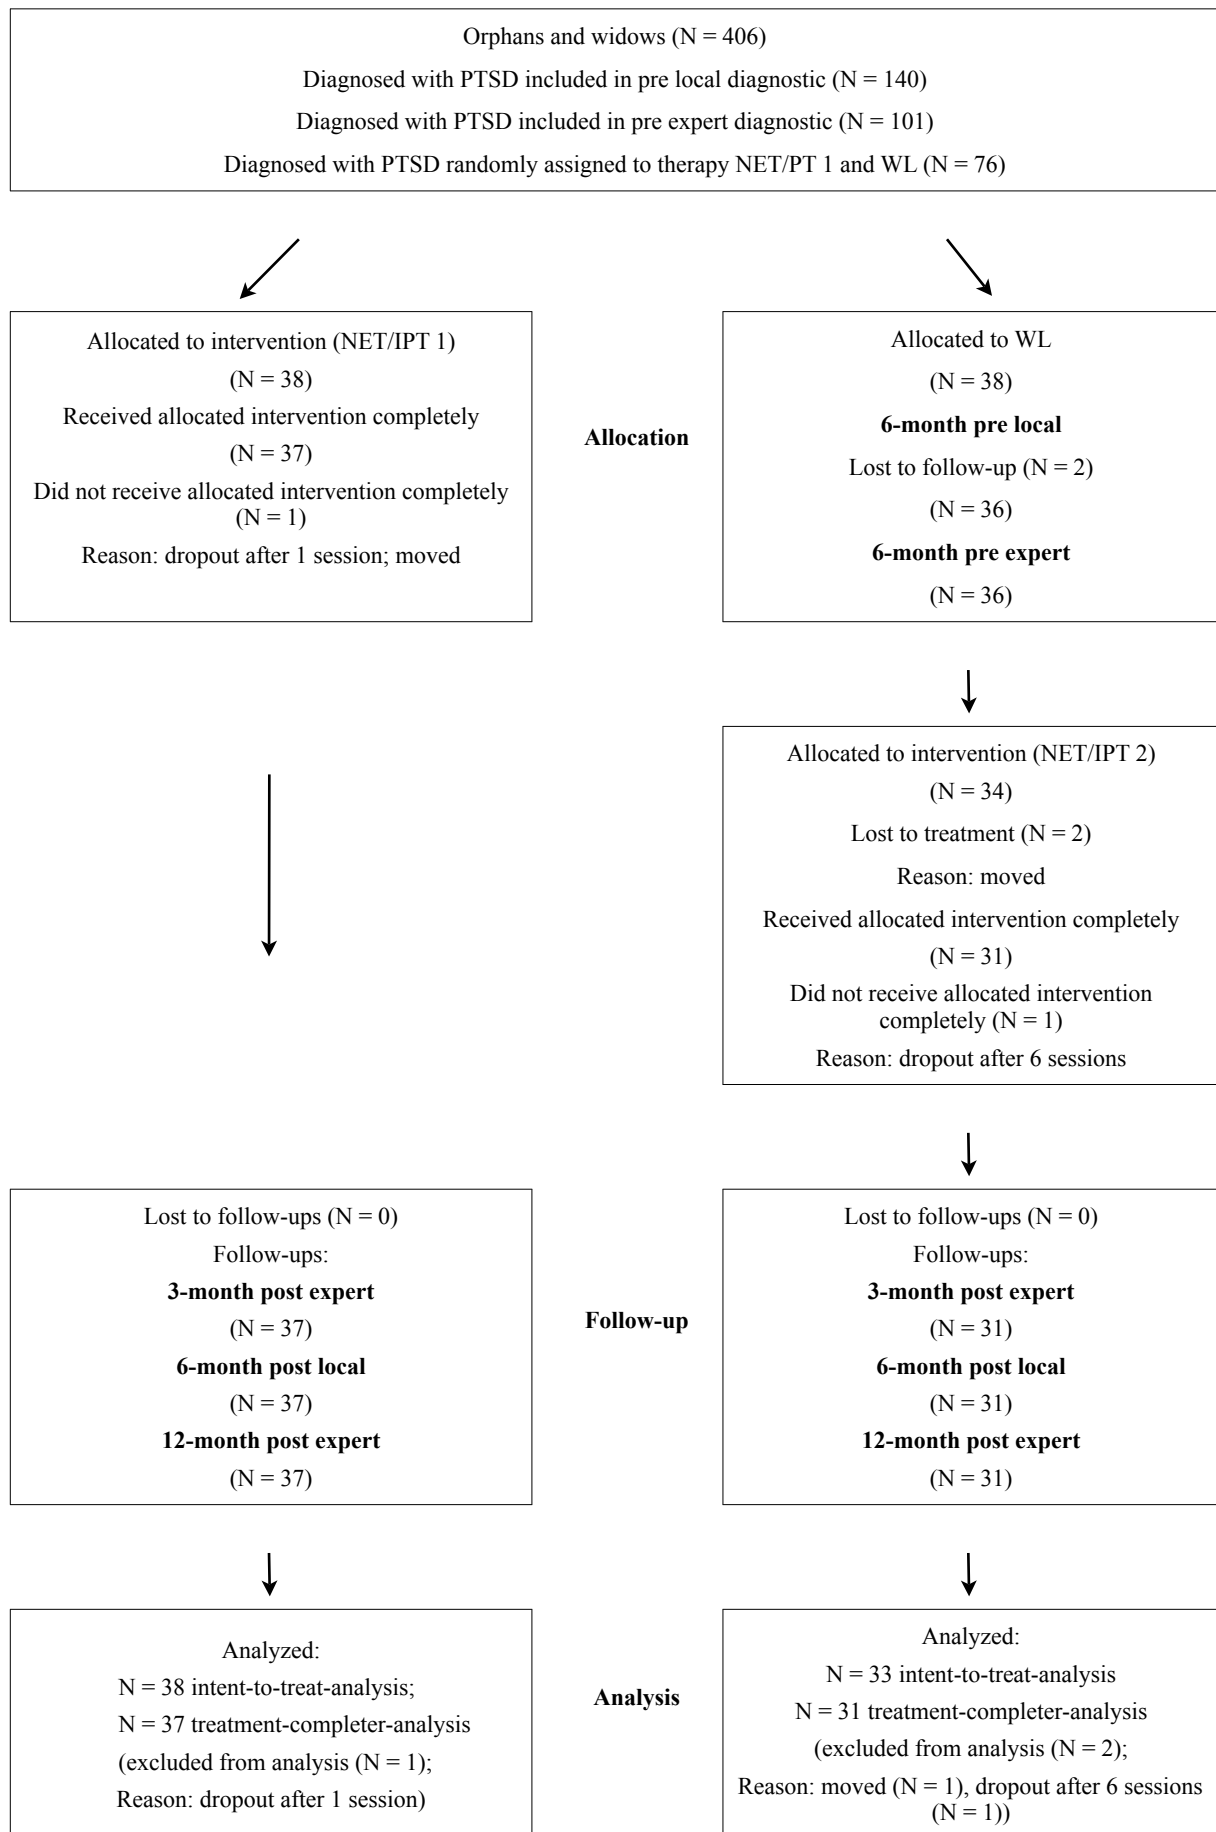 Orphans and widows (N = 406)
Diagnosed with PTSD included in pre local diagnostic (N = 140)
Diagnosed with PTSD included in pre expert diagnostic (N = 101)
Diagnosed with PTSD randomly assigned to therapy NET/PT 1 and WL (N = 76)
Allocated to intervention (NET/IPT 1)
(N = 38)
Received allocated intervention completely
(N = 37)
Did not receive allocated intervention completely
(N = 1)
Reason: dropout after 1 session; moved
Allocation
Allocated to WL
(N = 38)
6-month pre local
Lost to follow-up (N = 2)
(N = 36)
6-month pre expert
(N = 36)
Allocated to intervention (NET/IPT 2)
(N = 34)
Lost to treatment (N = 2)
Reason: moved
Received allocated intervention completely
(N = 31)
Did not receive allocated intervention
completely (N = 1)
Reason: dropout after 6 sessions
Lost to follow-ups (N = 0)
Follow-ups:
3-month post expert
(N = 37)
6-month post local
(N = 37)
12-month post expert
(N = 37)
Follow-up
Lost to follow-ups (N = 0)
Follow-ups:
3-month post expert
(N = 31)
6-month post local
(N = 31)
12-month post expert
(N = 31)
Analyzed:
N = 38 intent-to-treat-analysis;
N = 37 treatment-completer-analysis
(excluded from analysis (N = 1);
Reason: dropout after 1 session)
Analysis
Analyzed:
N = 33 intent-to-treat-analysis
N = 31 treatment-completer-analysis
(excluded from analysis (N = 2);
Reason: moved (N = 1), dropout after 6 sessions
(N = 1))